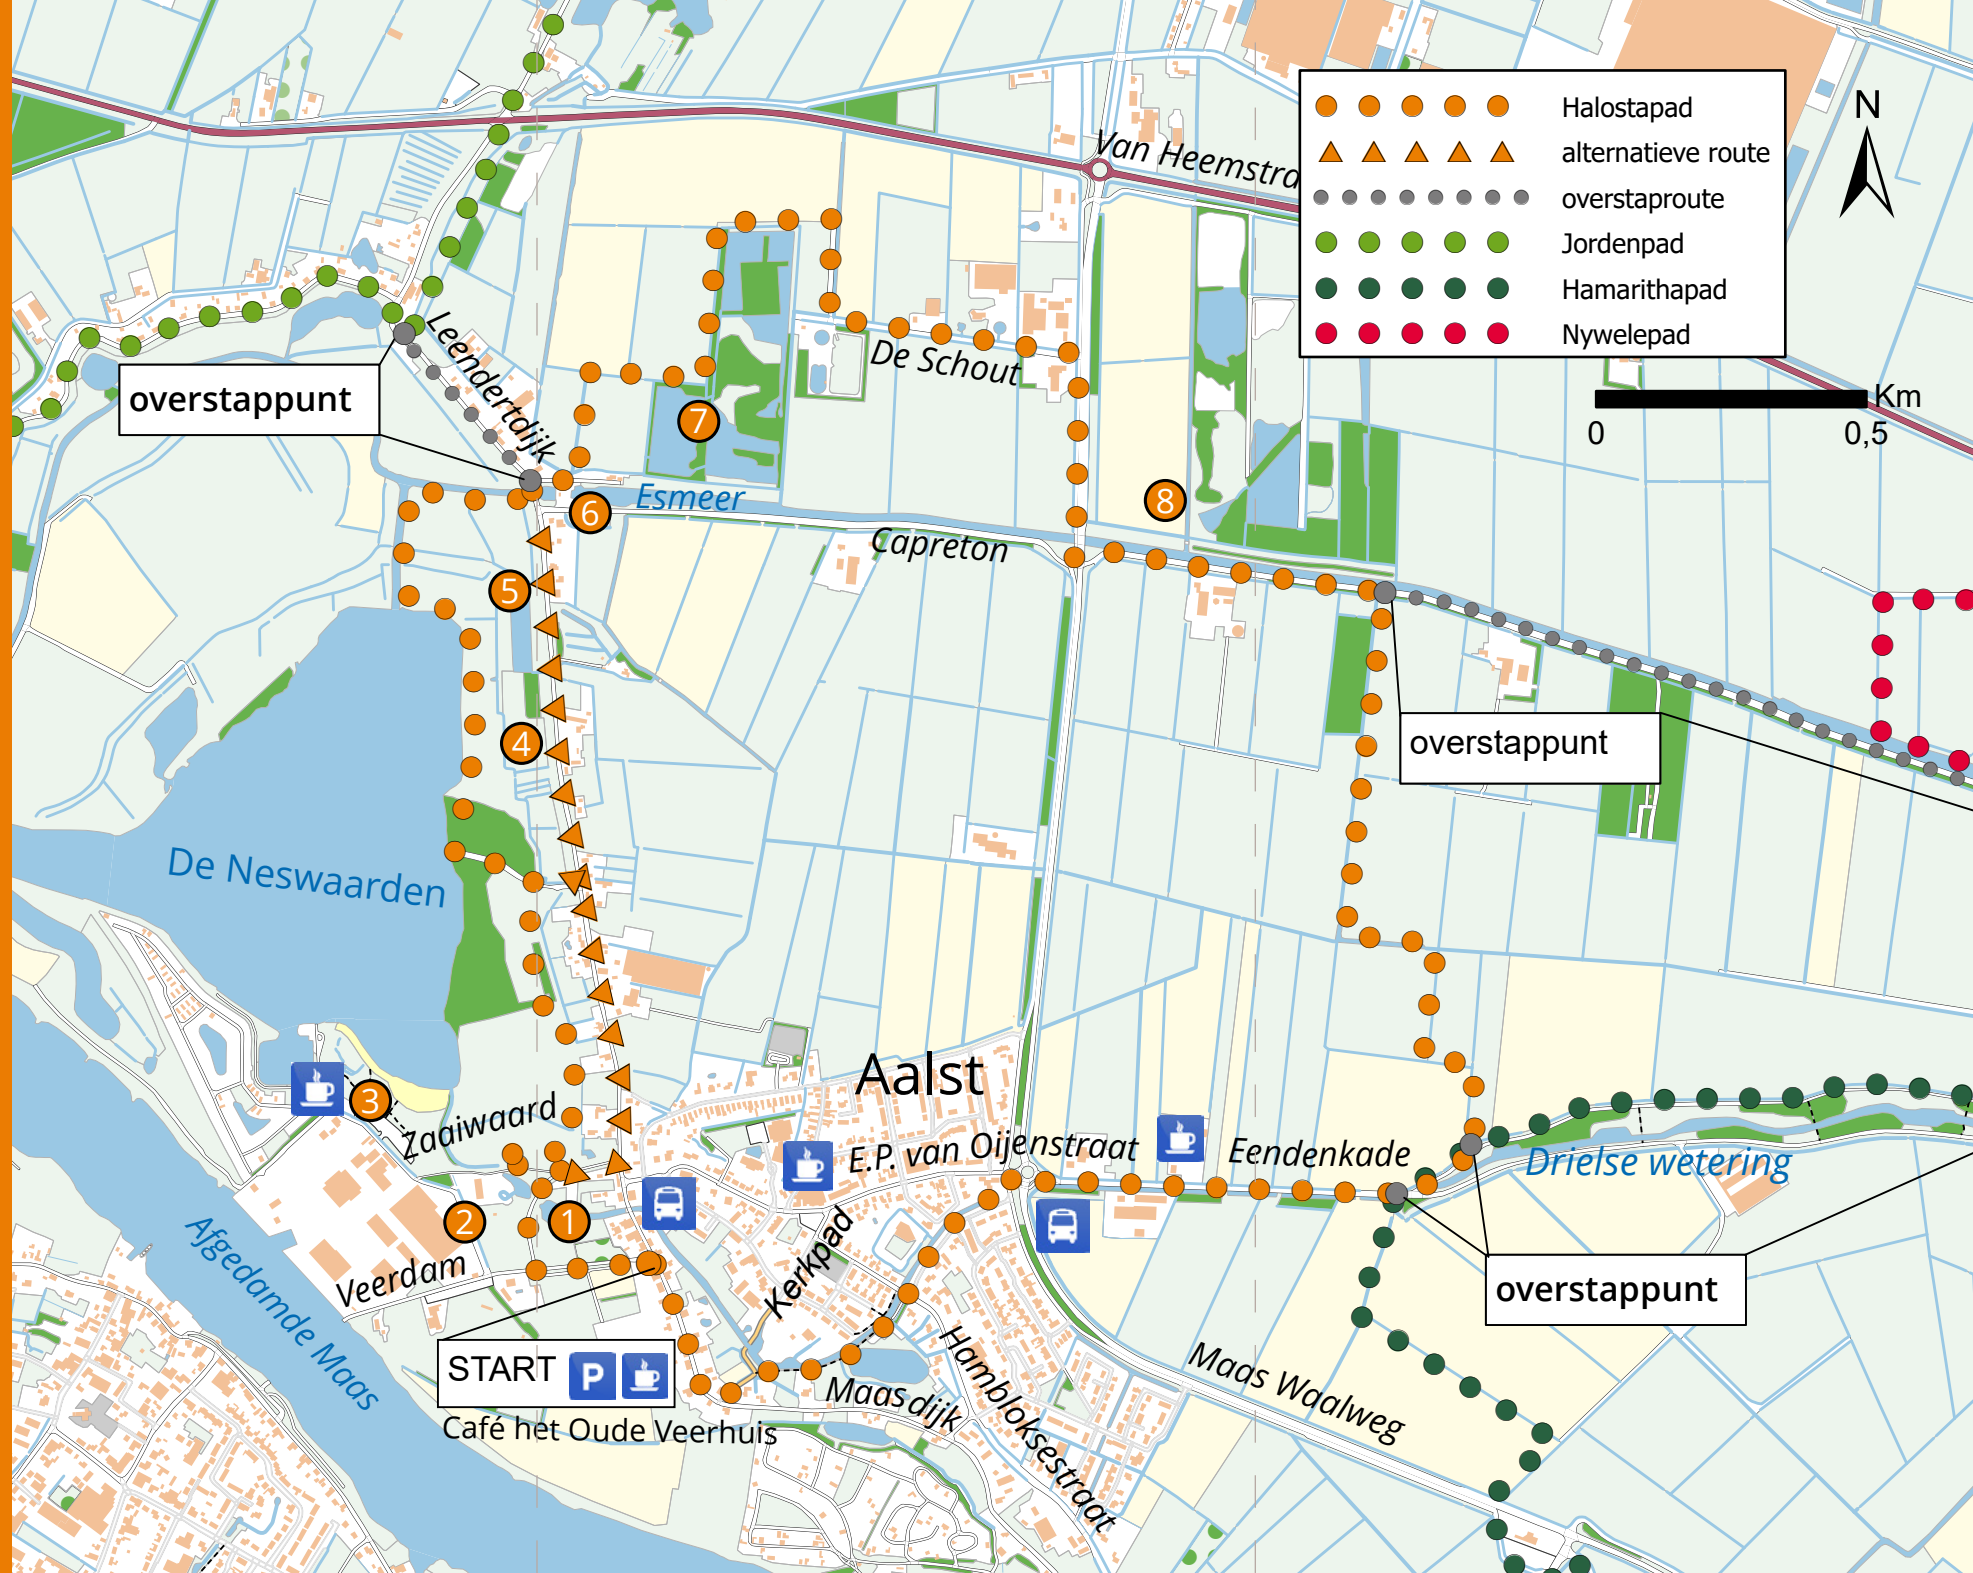 Van Heemstra
Halostapad
alternatieve route
overstaproute
Jordenpad
Hamarithapad
Nywelepad
N
Km
0
0,5
Leendertdijk
overstappunt
De Schout
7
Esmeer
6
8
Capreton
5
overstappunt
4
De Neswaarden
Aalst
3
Zaaiwaard
E.P. van Oijenstraat
Eendenkade
Drielse wetering
2
1
Veerdam
Kerkpad
Afgedamde Maas
overstappunt
START P
Café het Oude Veerhuis
Maasdijk
Hambloksestraat
Maas Waalweg